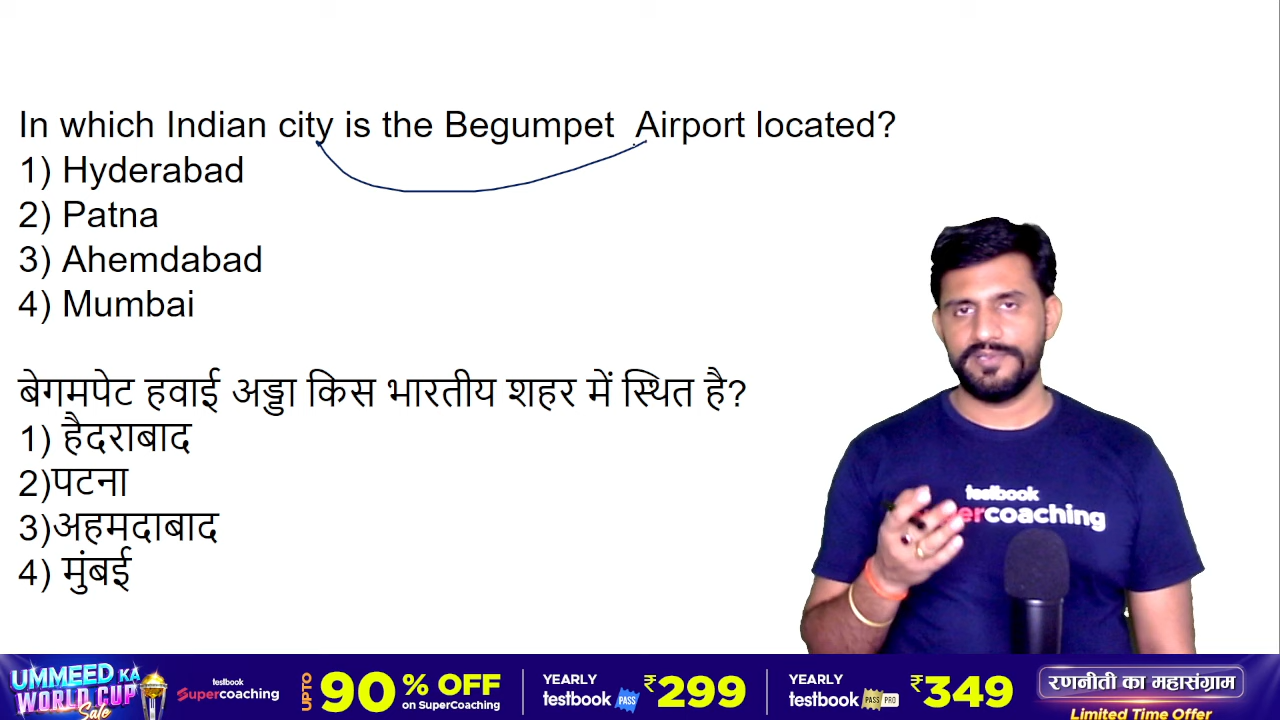 In which Indian city is the Begumpet .Airport located?
1) Hyderabad
2) Patna
3) Ahemdabad
4) Mumbai
बेगमपेट हवाई अड्डा किस भारतीय शहर में स्थित है?
1) हैदराबाद
2)पटना
3)अहमदाबाद
4) मुंबई
testbook
coaching
UMMEED KA
WORLD CUP
Sale
testbook
Supercoaching
UPTO 90% OFF
on SuperCoaching
YEARLY
testbook PASS ₹299
YEARLY
testbook PASS PRO ₹349
रणनीती का महासंग्राम
Limited Time Offer